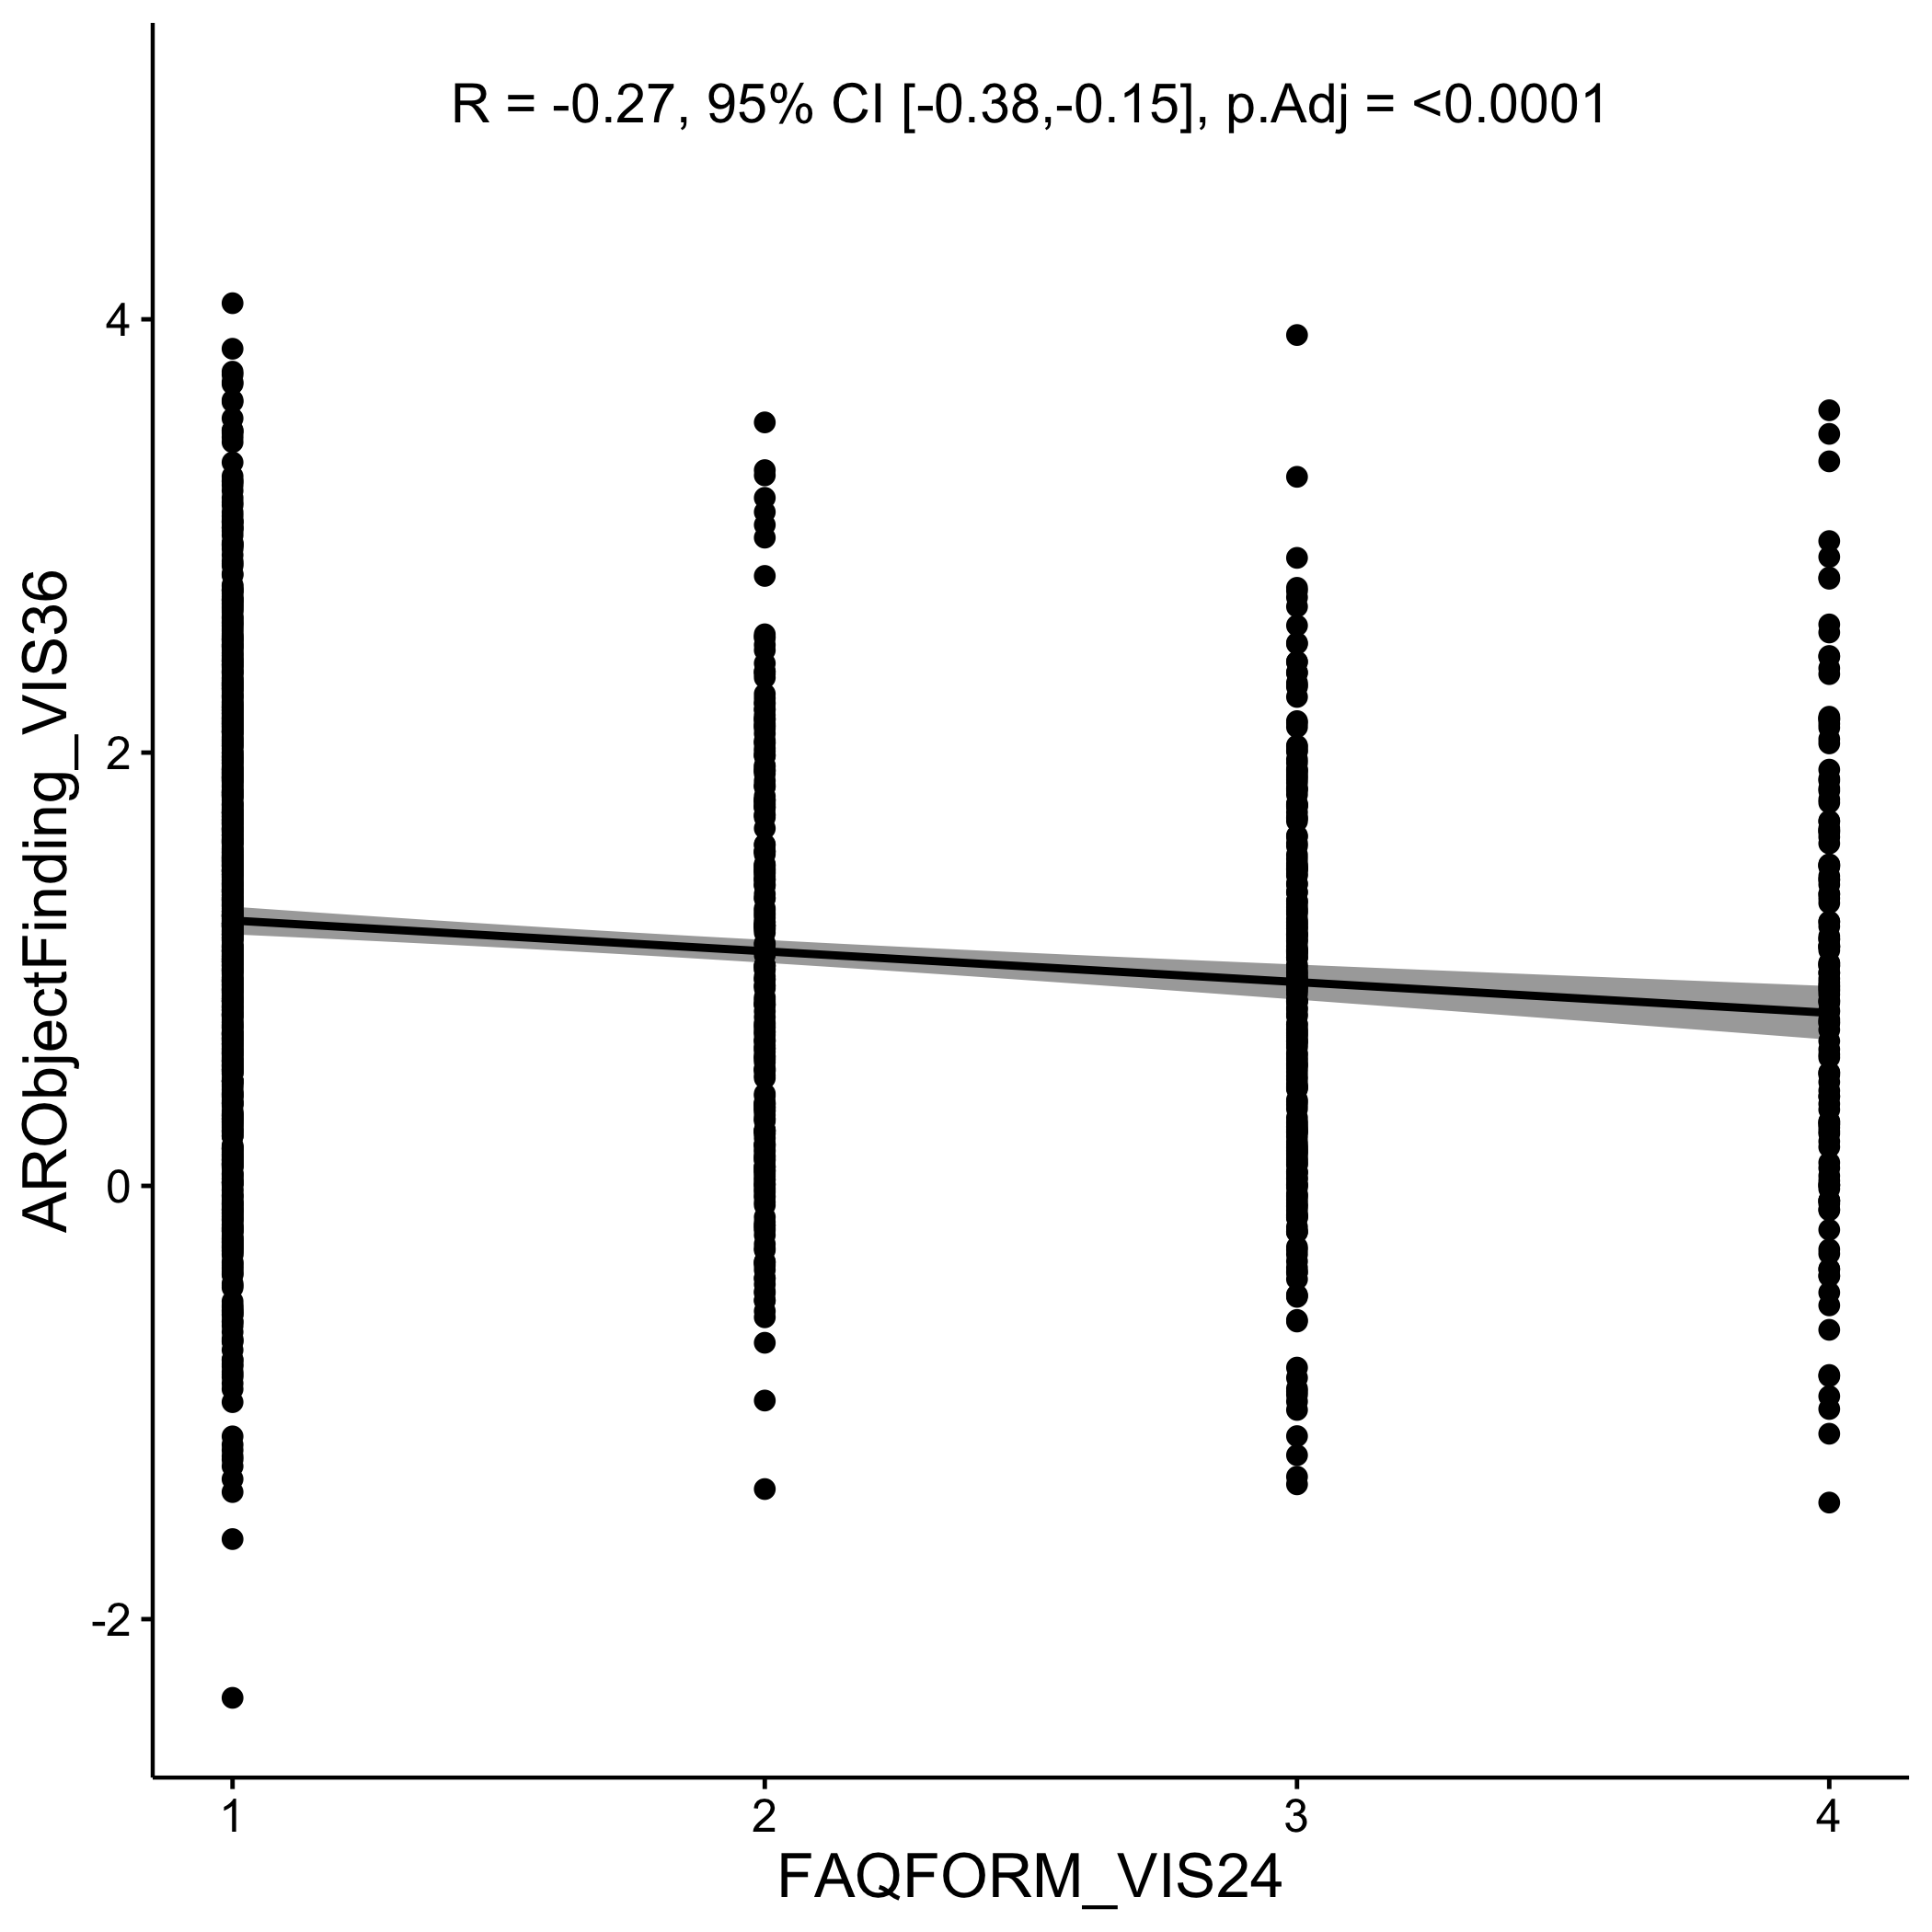 R = -0.27, 95% CI [-0.38,-0.15], p.Adj = <0.0001
ARObjectFinding_VIS36
4
2
0
-2
1 2 3 4
FAQFORM_VIS24